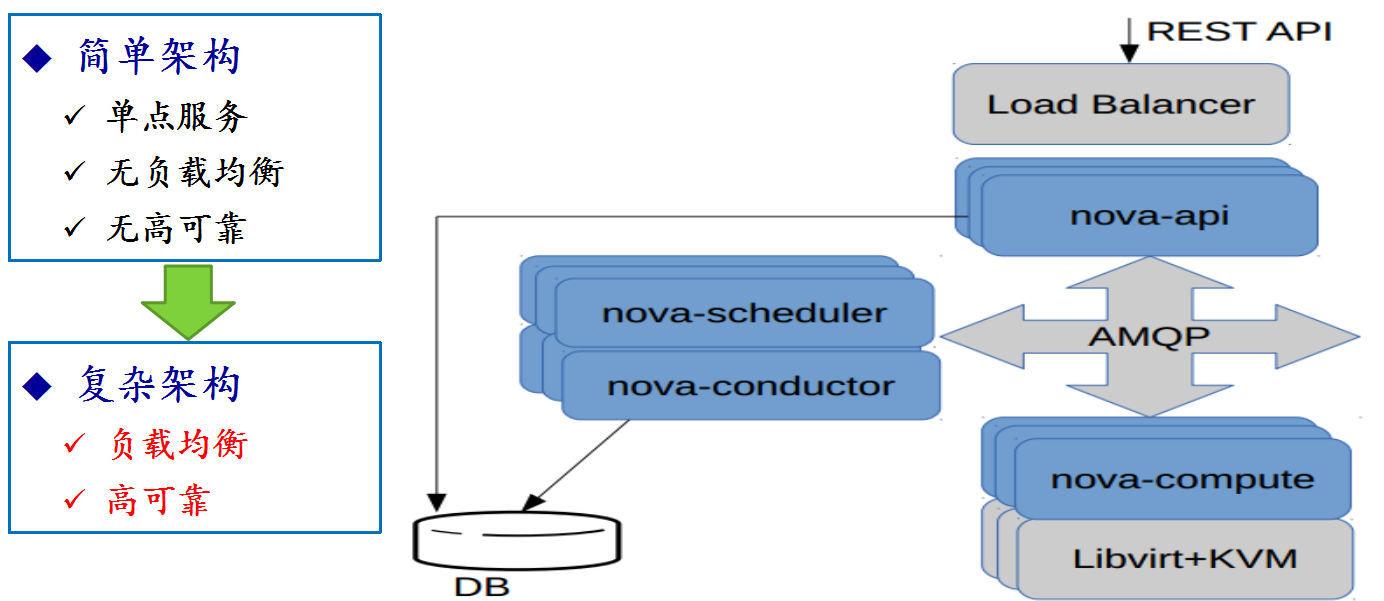 简单架构
单点服务
无负载均衡
无高可靠
复杂架构
负载均衡
高可靠
REST API
Load Balancer
nova-api
nova-scheduler
nova-conductor
AMQP
nova-compute
Libvirt+KVM
DB